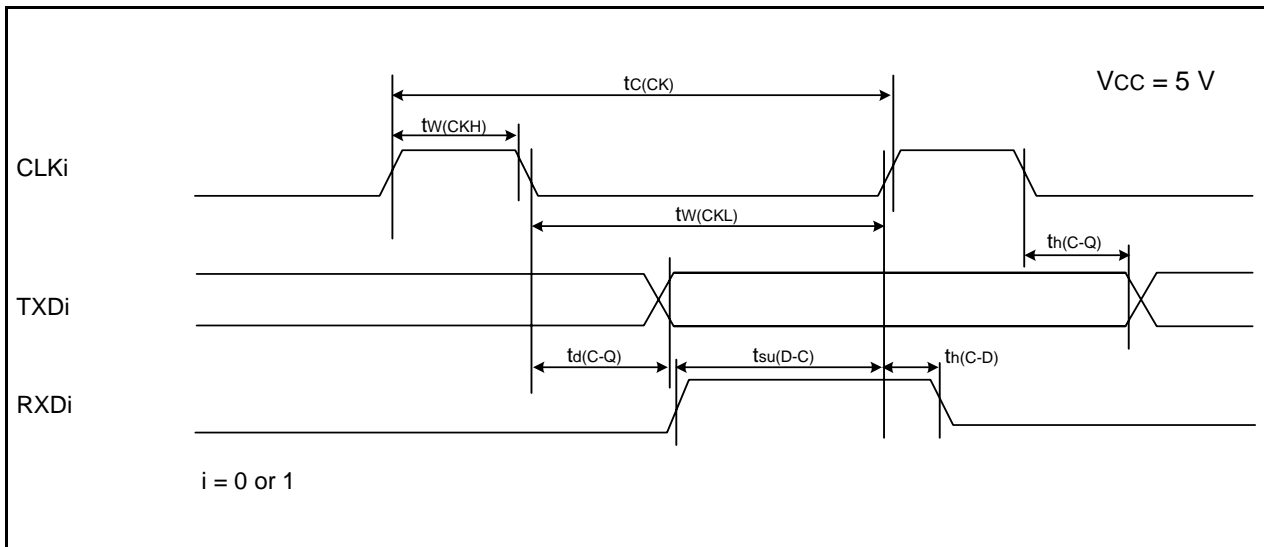 tC(CK)
VCC = 5 V
tW(CKH)
CLKi
tW(CKL)
th(C-Q)
TXDi
td(C-Q)
tsu(D-C)
th(C-D)
RXDi
i = 0 or 1